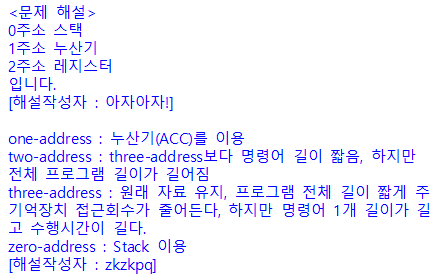 <문제 해설>
0주소 스택
1주소 누산기
2주소 레지스터
입니다.
[해설작성자 : 아자아자!]
one-address : 누산기(ACC)를 이용
two-address : three-address보다 명령어 길이 짧음, 하지만
전체 프로그램 길이가 길어짐
three-address : 원래 자료 유지, 프로그램 전체 길이 짧게 주
기억장치 접근회수가 줄어든다, 하지만 명령어 1개 길이가 길
고 수행시간이 길다.
zero-address : Stack 이용
[해설작성자 : zkzkpq]